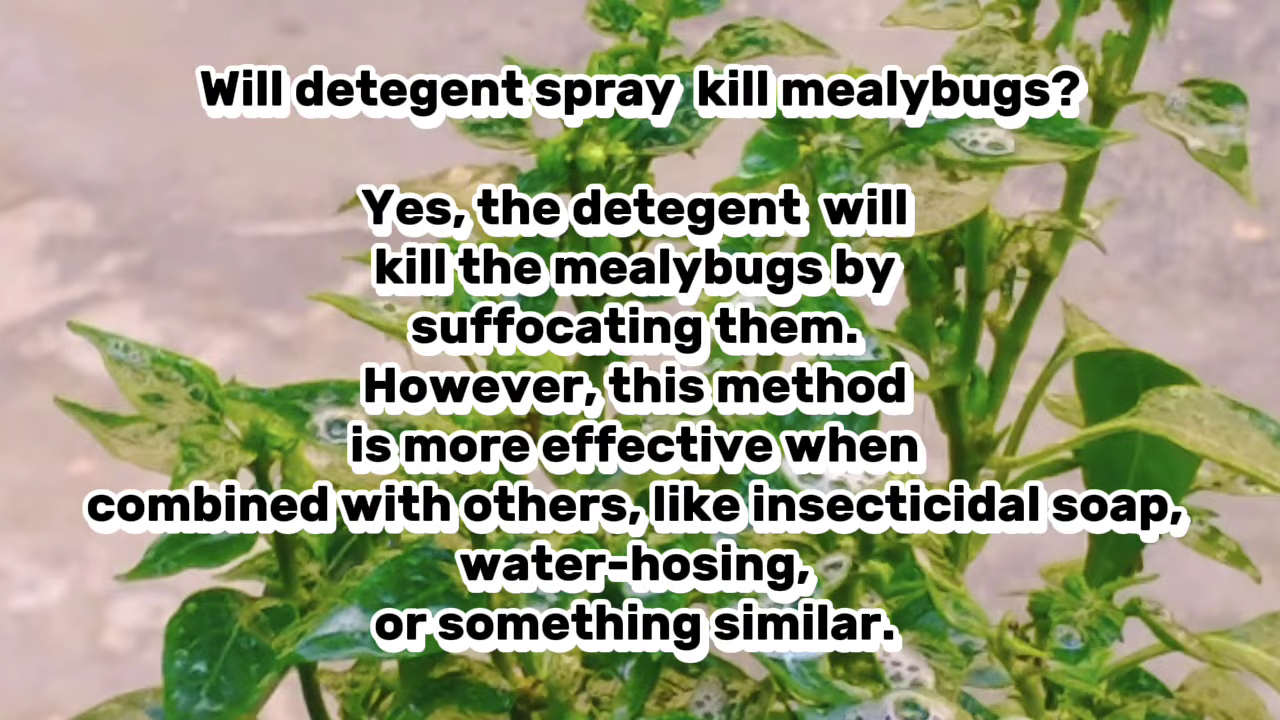 Will detegent spray  kill mealybugs?
Yes, the detegent  will
kill the mealybugs by
suffocating them.
However, this method
is more effective when
combined with others, like insecticidal soap,
water-hosing,
or something similar.